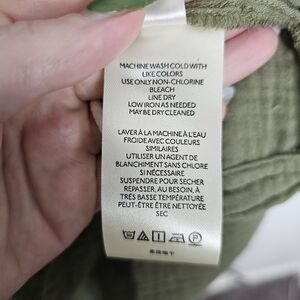 MACHINE WASH COLD WITH
LIKE COLORS
USE ONLY NON-CHLORINE
BLEACH
LINE DRY
LOW IRON AS NEEDED
MAY BE DRY CLEANED
LAVER À LA MACHINE À L'EAU
FROIDE AVEC COULEURS
SIMILAIRES
UTILISER UN AGENT DE
BLANCHIMENT SANS CHLORE
SI NÉCESSAIRE
SUSPENDRE POUR SÉCHER
REPASSER, AU BESOIN, À
TRÈS BASSE TEMPÉRATURE
PEUT-ÊTRE ÊTRE NETTOYÉE
SEC